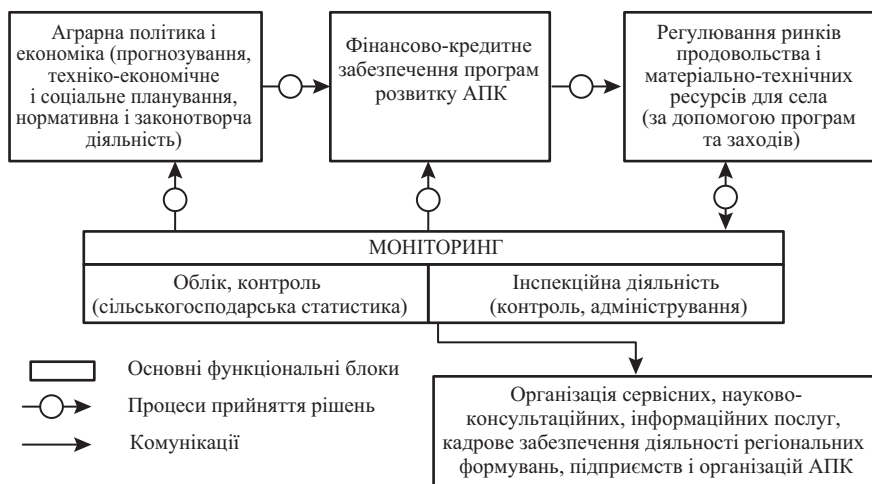 Аграрна політика і
економіка (прогнозування,
техніко-економічне
і соціальне планування,
нормативна і законотворча
діяльність)
Фінансово-кредитне
забезпечення програм
розвитку АПК
Регулювання ринків
продовольства і
матеріально-технічних
ресурсів для села
(за допомогою програм
та заходів)
МОНІТОРИНГ
Облік, контроль
(сільськогосподарська статистика)
Інспекційна діяльність
(контроль, адміністрування)
Основні функціональні блоки
Процеси прийняття рішень
Комунікації
Організація сервісних, науково-
консультаційних, інформаційних послуг,
кадрове забезпечення діяльності регіональних
формувань, підприємств і організацій АПК